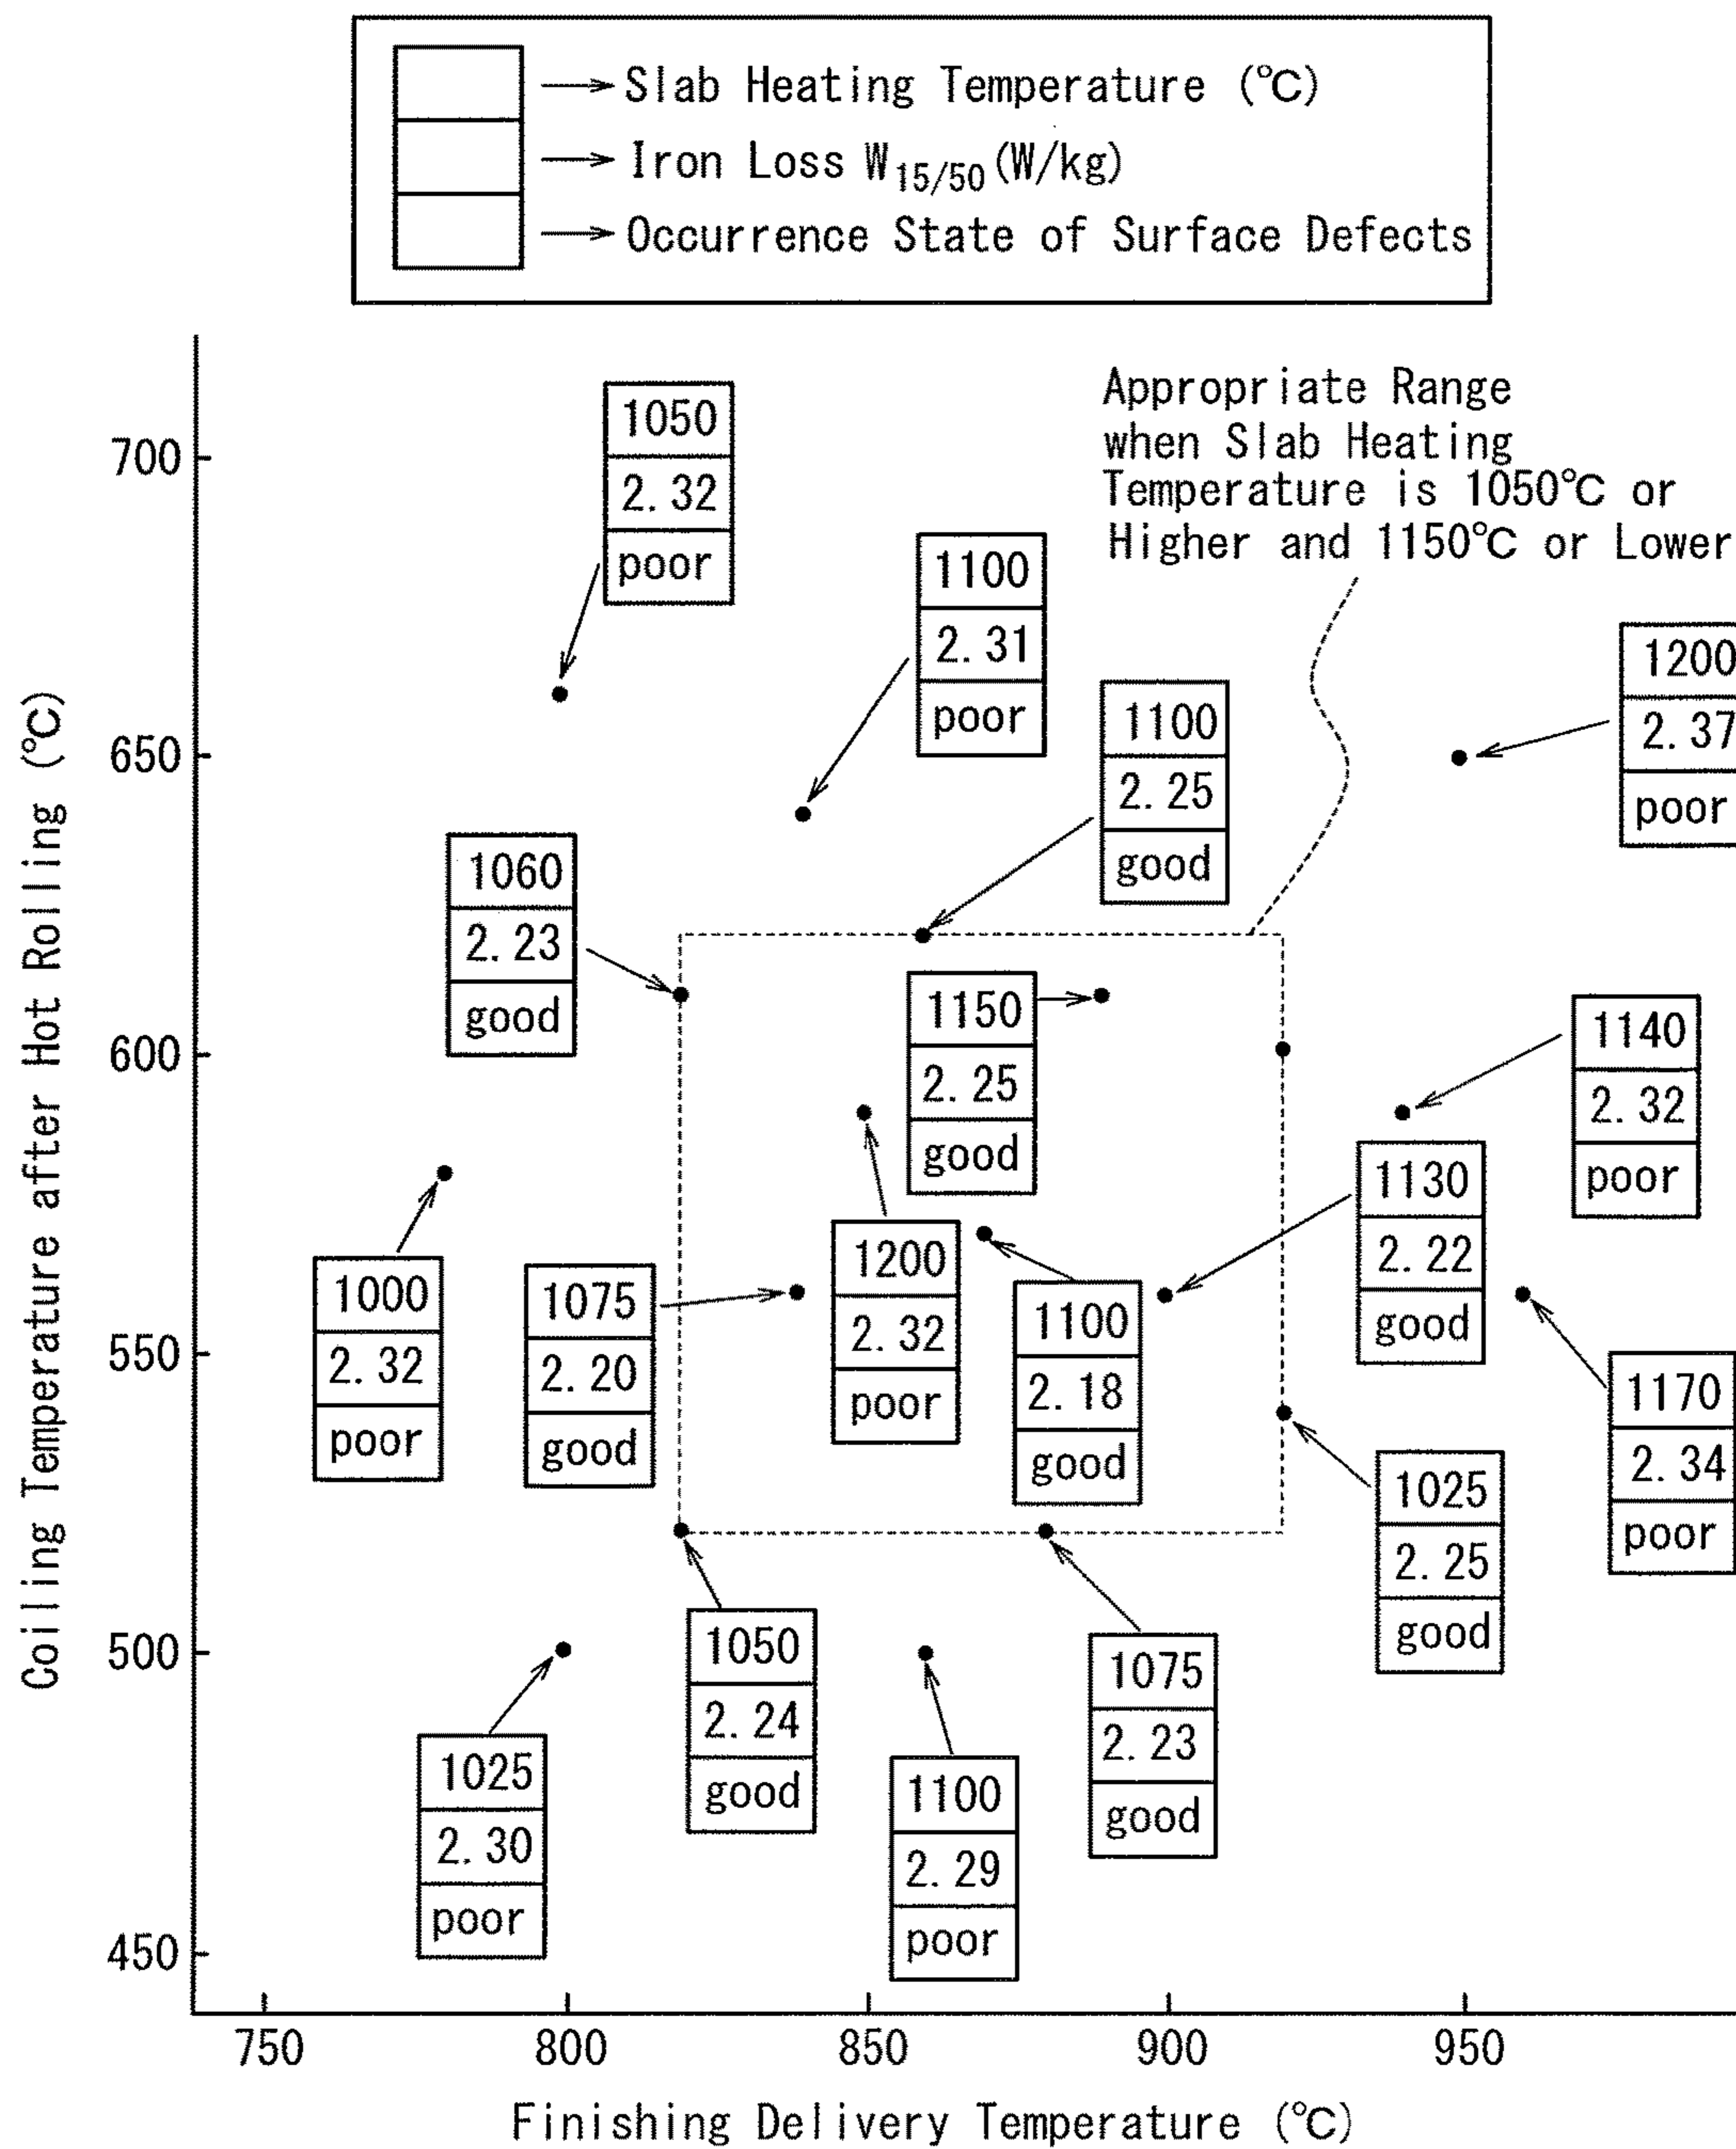 Slab Heating Temperature (℃)
Iron Loss W15/50 (W/kg)
Occurrence State of Surface Defects
Appropriate Range
when Slab Heating
Temperature is 1050℃ or
Higher and 1150℃ or Lower
Coiling Temperature after Hot Rolling (℃)
700
650
600
550
500
450
1050
2.32
poor
1100
2.31
poor
1200
2.37
poor
1100
2.25
good
1060
2.23
good
1150
2.25
good
1140
2.32
poor
1130
2.22
good
1200
2.32
poor
1000
2.32
poor
1075
2.20
good
1100
2.18
good
1170
2.34
poor
1025
2.25
good
1050
2.24
good
1075
2.23
good
1025
2.30
poor
1100
2.29
poor
750
800
850
900
950
Finishing Delivery Temperature (℃)